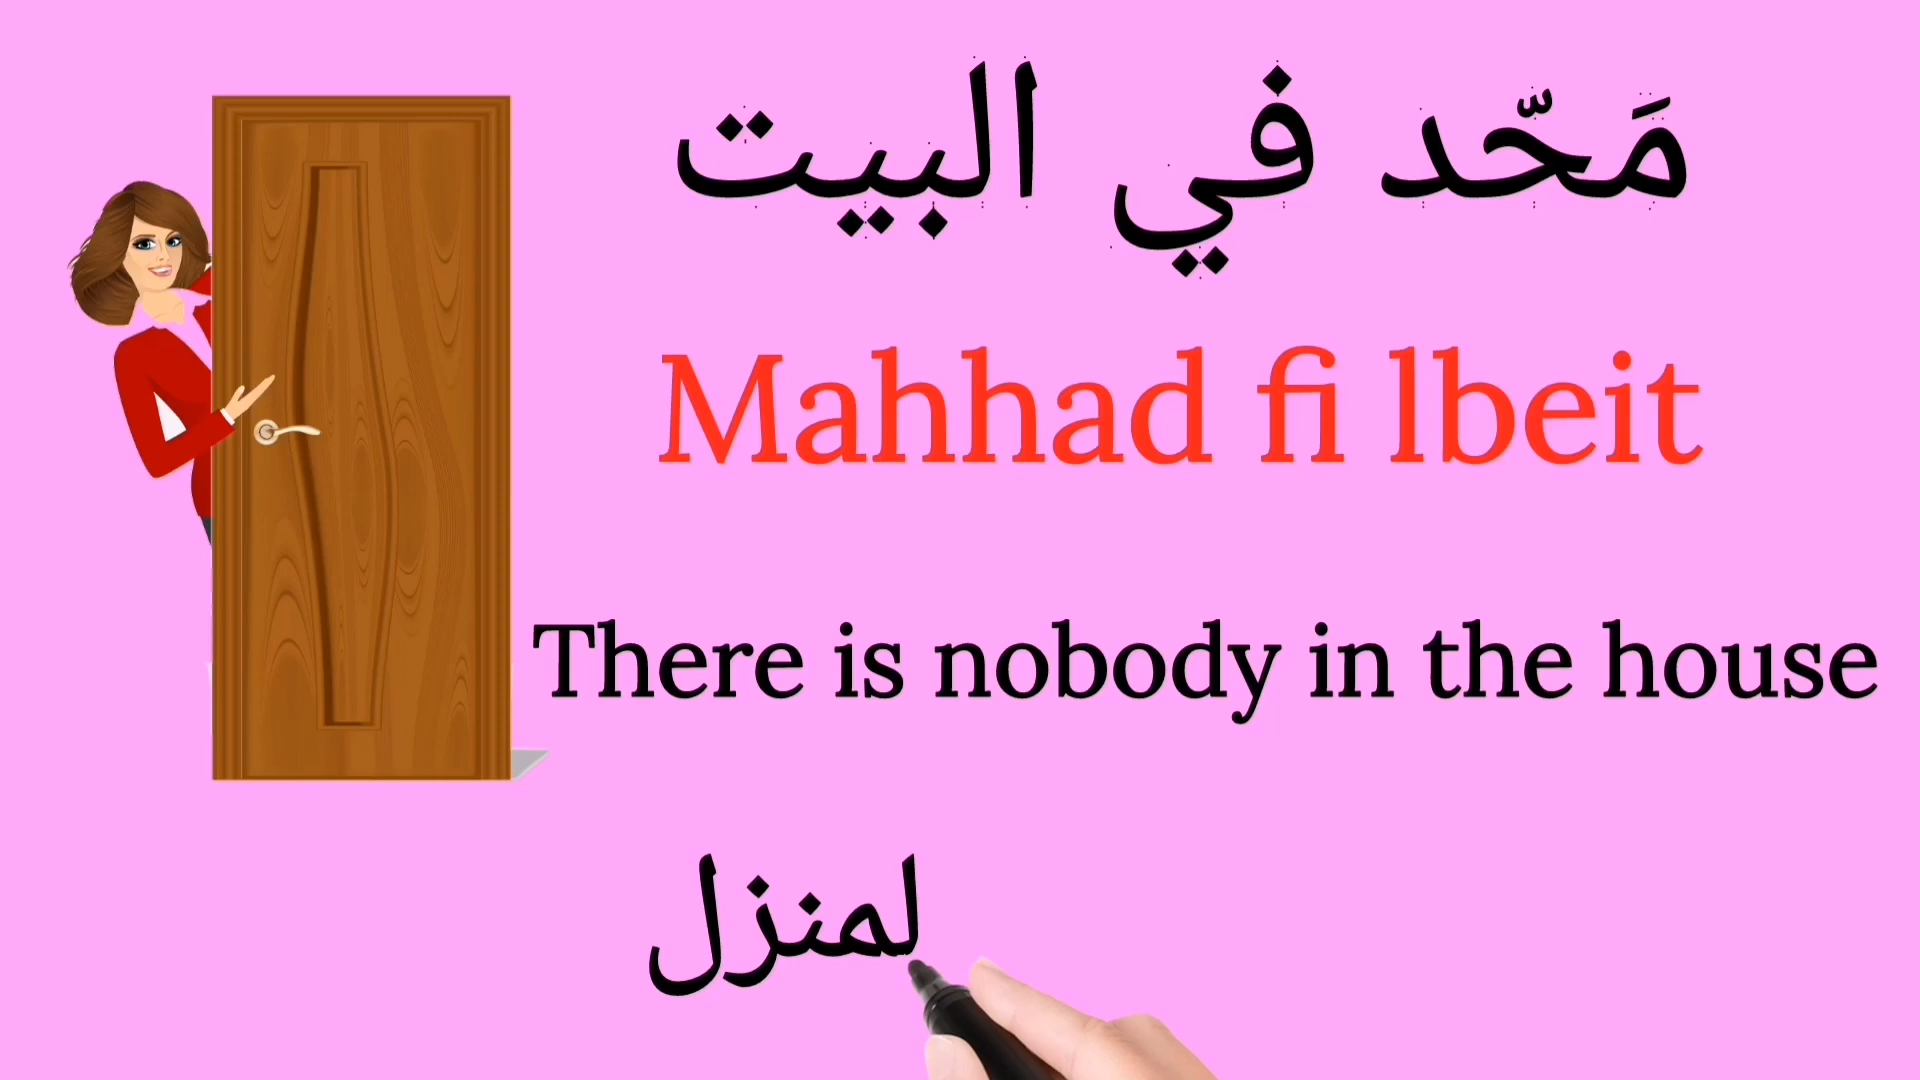 مَحّد في البيت
Mahhad fi lbeit
There is nobody in the house
لمنزل